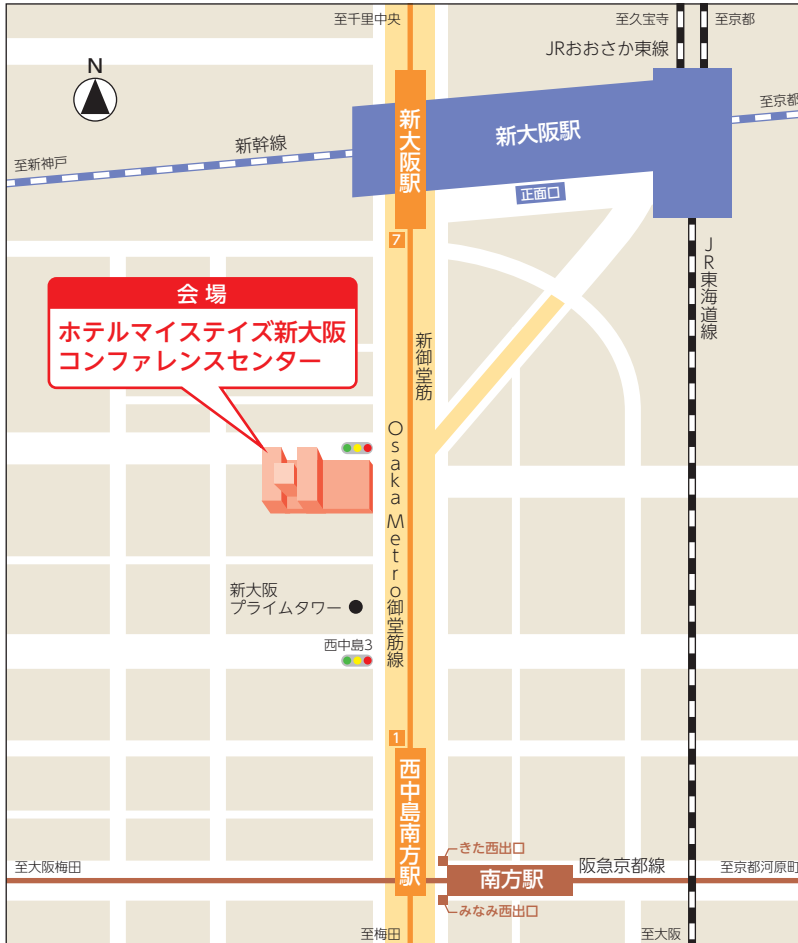 至千里中央
至久宝寺
至京都
JRおおさか東線
N
至京都
新大阪駅
新大阪駅
新幹線
至新神戸
正面口
7
JR東海道線
会場
ホテルマイステイズ新大阪
コンファレンスセンター
新御堂筋
Osaka Metro御堂筋線
新大阪
プライムタワー
西中島3
1
西中島南方駅
きた西出口
至大阪梅田
南方駅
阪急京都線
至京都河原町
みなみ西出口
至梅田
至大阪